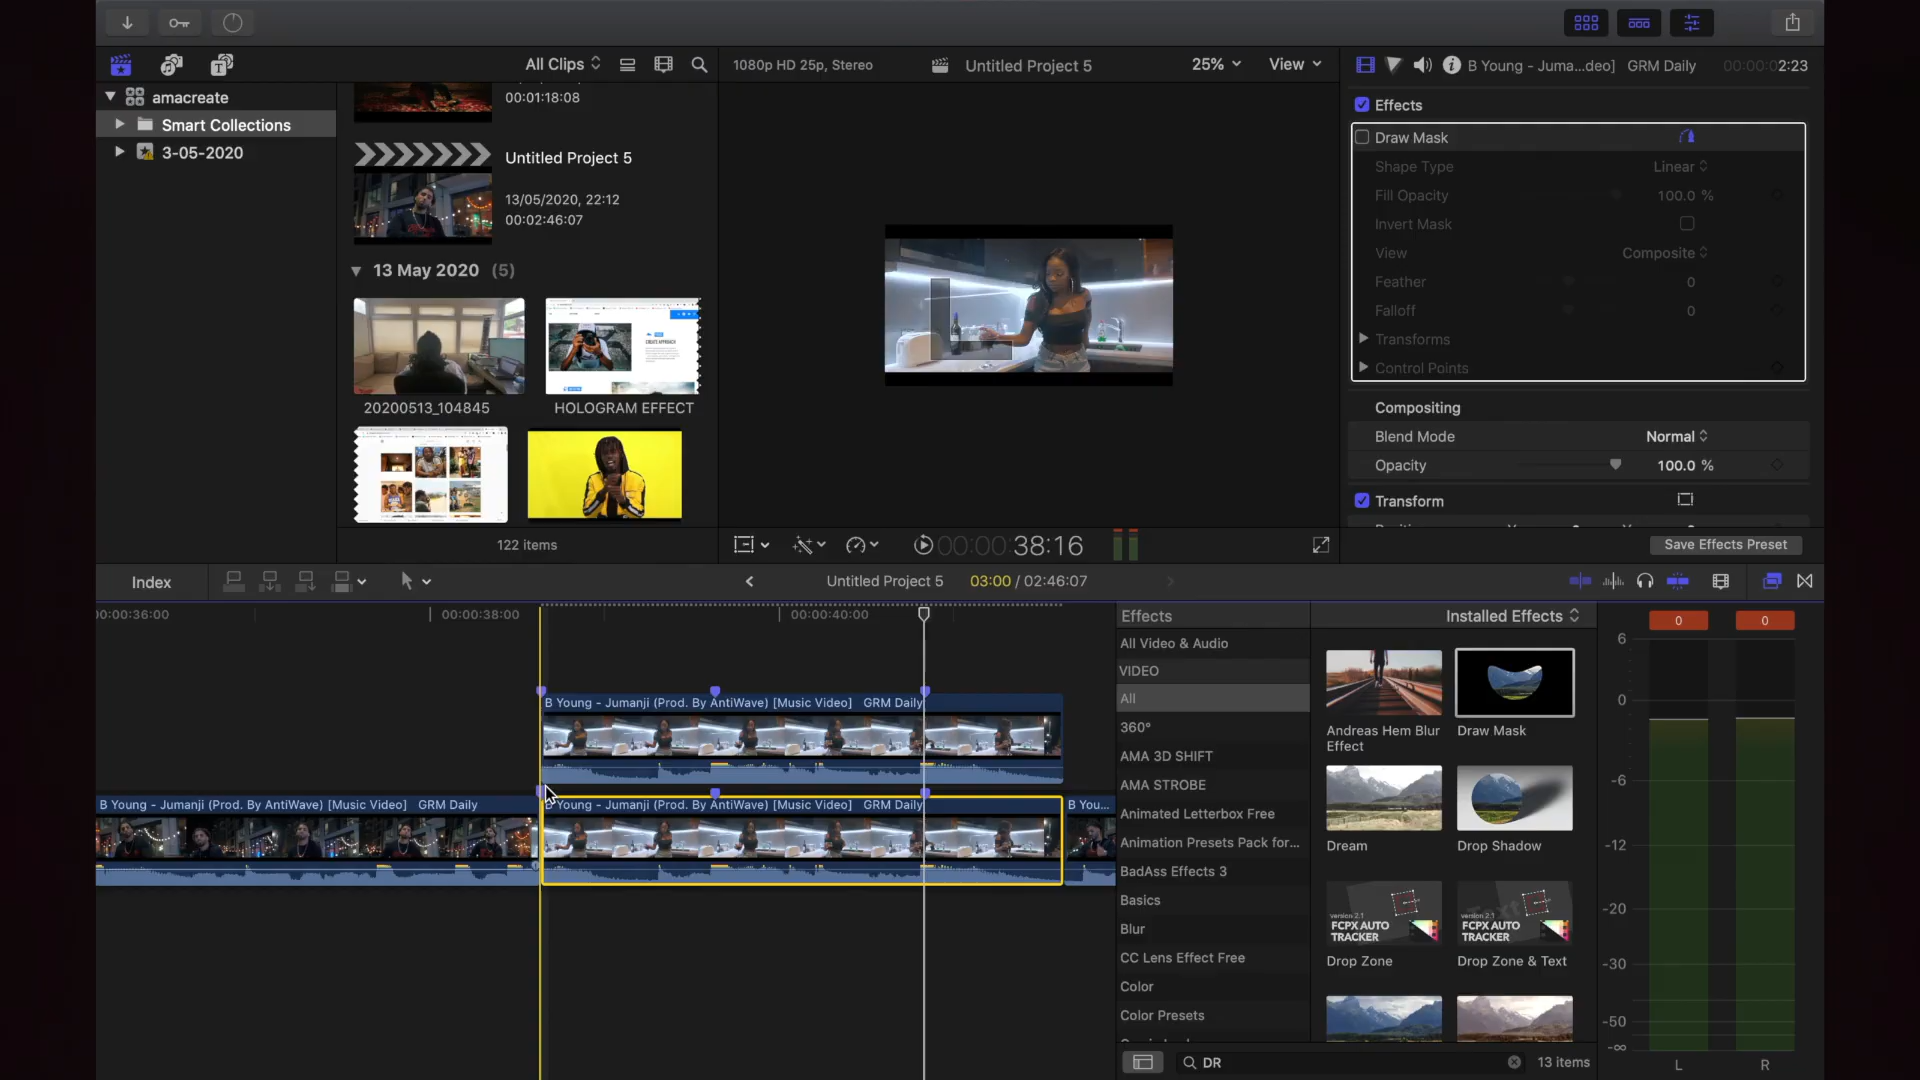 All Clips
1080p HD 25p, Stereo
Untitled Project 5
25%
View
B Young - Juma...deo] GRM Daily
00:00:02:23
amacreate
Smart Collections
3-05-2020
00:01:18:08
Untitled Project 5
13/05/2020, 22:12
00:02:46:07
13 May 2020 (5)
20200513_104845
HOLOGRAM EFFECT
122 items
00:00:38:16
Effects
Draw Mask
Shape Type
Linear
Fill Opacity
100.0 %
Invert Mask
View
Composite
Feather
0
Falloff
0
Transforms
Control Points
Compositing
Blend Mode
Normal
Opacity
100.0 %
Transform
Save Effects Preset
Index
Untitled Project 5
03:00 / 02:46:07
00:00:36:00
00:00:38:00
00:00:40:00
B Young - Jumanji (Prod. By AntiWave) [Music Video] GRM Daily
B Young - Jumanji (Prod. By AntiWave) [Music Video] GRM Daily
B Young - Jumanji (Prod. By AntiWave) [Music Video] GRM Daily
B You...
Effects
Installed Effects
All Video & Audio
VIDEO
All
360°
AMA 3D SHIFT
AMA STROBE
Animated Letterbox Free
Animation Presets Pack for...
BadAss Effects 3
Basics
Blur
CC Lens Effect Free
Color
Color Presets
Andreas Hem Blur
Effect
Draw Mask
Dream
Drop Shadow
version 2.1
FCPX AUTO
TRACKER
version 2.1
FCPX AUTO
TRACKER
Drop Zone
Drop Zone & Text
DR
13 items
0
0
6
0
-6
-12
-20
-30
-50
-∞
L
R